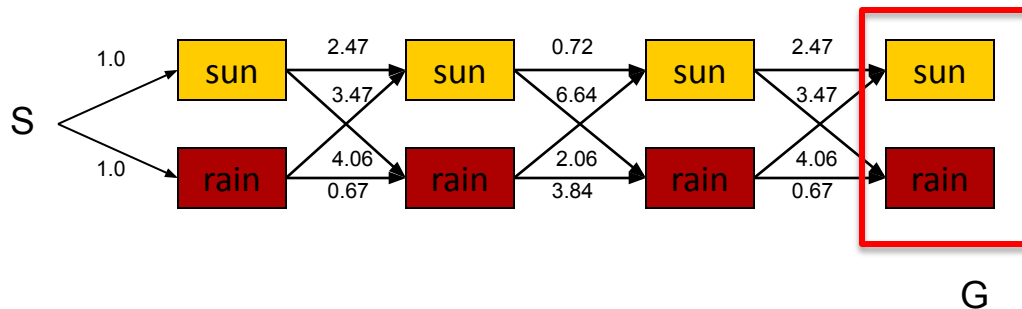 1.0 2.47 0.72 2.47
sun sun sun sun
3.47 6.64 3.47
S
4.06 2.06 4.06
1.0 rain rain rain rain
0.67 3.84 0.67
G